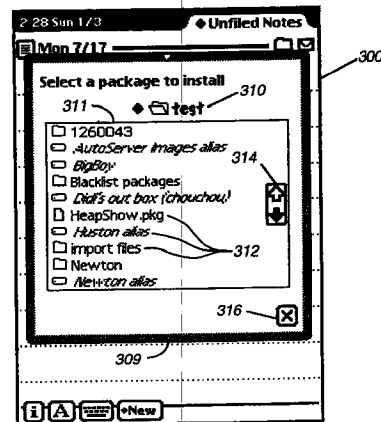 2:28 Sun 1/3 ◆Unfiled Notes
Mon 7/17
300
Select a package to install
◆ test 310
311
1260043
AutoServer Images alias
BigBoy
314
Blacklist packages
Didi's out box (chouchou)
HeapShow.pkg
Huston alias
312
import files
Newton
Newton alias
316
309
i A ◆New